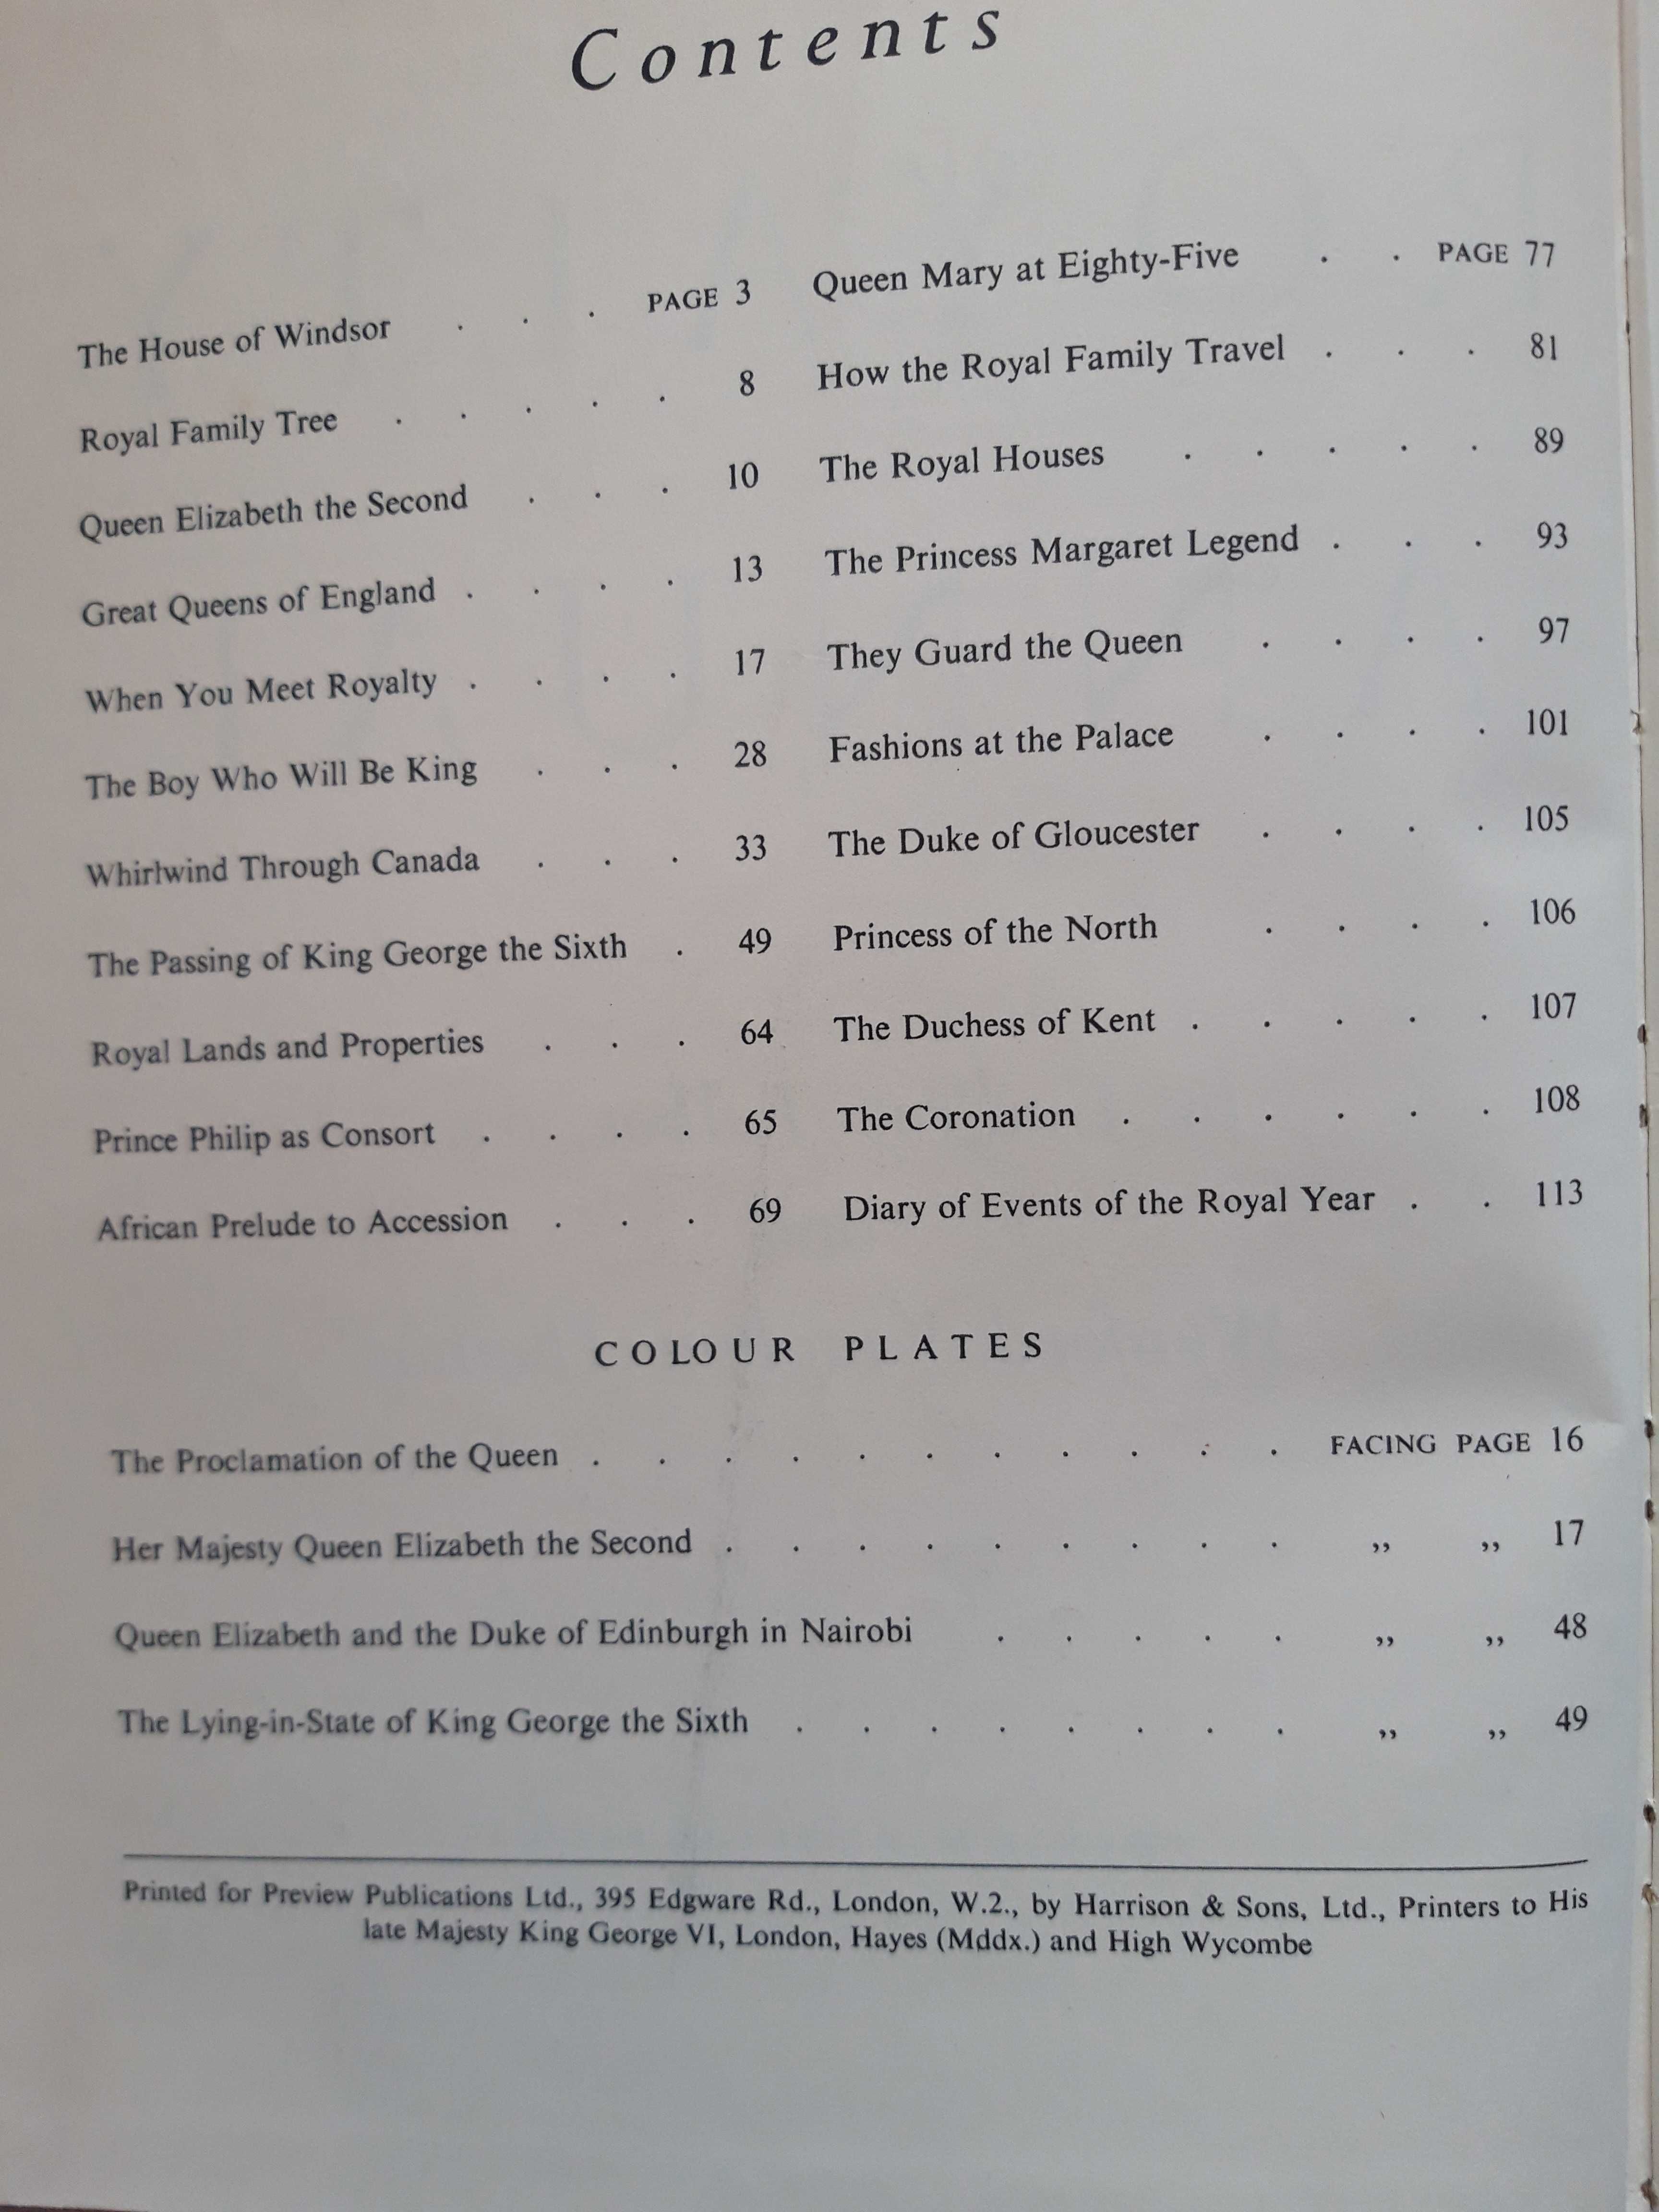 Contents
The House of Windsor . . . PAGE 3
Royal Family Tree . . . . . 8
Queen Elizabeth the Second . . . 10
Great Queens of England . . . . 13
When You Meet Royalty . . . . 17
The Boy Who Will Be King . . . 28
Whirlwind Through Canada . . . 33
The Passing of King George the Sixth . 49
Royal Lands and Properties . . . 64
Prince Philip as Consort . . . . 65
African Prelude to Accession . . . 69
Queen Mary at Eighty-Five . . PAGE 77
How the Royal Family Travel . . . 81
The Royal Houses . . . . . 89
The Princess Margaret Legend . . . 93
They Guard the Queen . . . . 97
Fashions at the Palace . . . . 101
The Duke of Gloucester . . . . 105
Princess of the North . . . . 106
The Duchess of Kent . . . . . 107
The Coronation . . . . . . 108
Diary of Events of the Royal Year . . 113
COLOUR PLATES
The Proclamation of the Queen . . . . . . . . . . . FACING PAGE 16
Her Majesty Queen Elizabeth the Second . . . . . . . . . ,, ,, 17
Queen Elizabeth and the Duke of Edinburgh in Nairobi . . . . . ,, ,, 48
The Lying-in-State of King George the Sixth . . . . . . . . ,, ,, 49
Printed for Preview Publications Ltd., 395 Edgware Rd., London, W.2., by Harrison & Sons, Ltd., Printers to His
late Majesty King George VI, London, Hayes (Mddx.) and High Wycombe